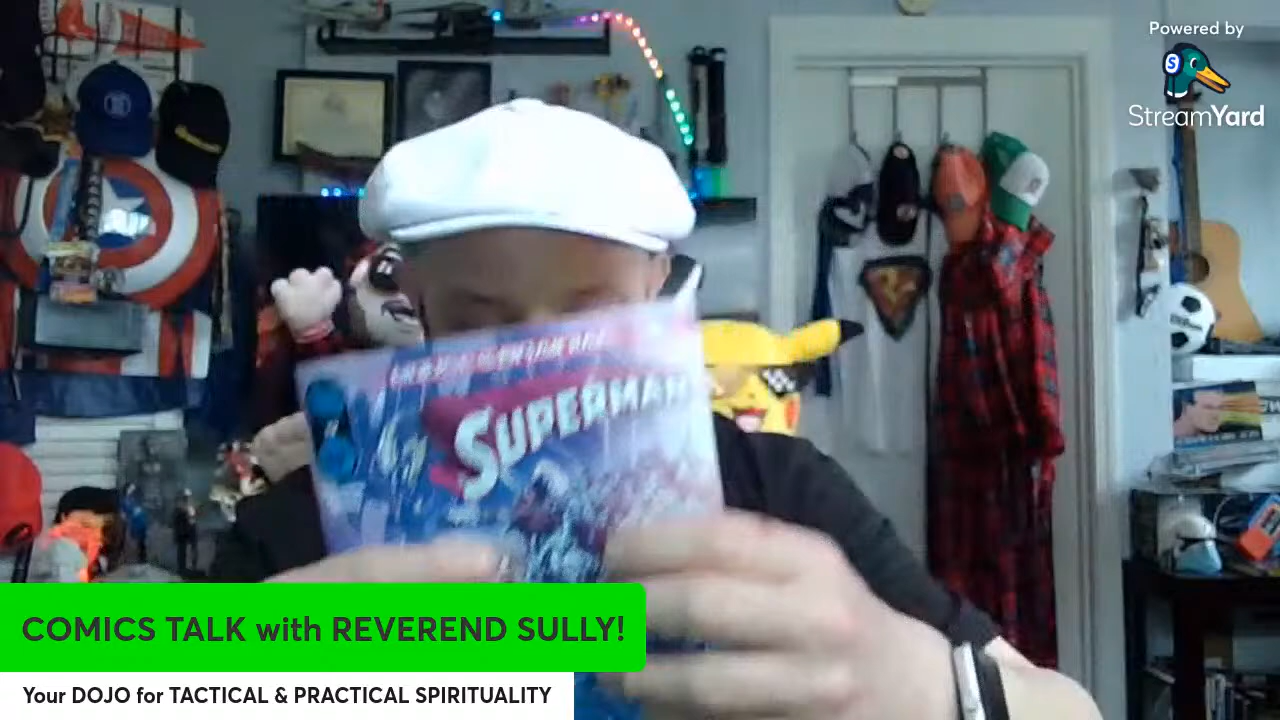 Powered by
StreamYard
SUPERMAN
COMICS TALK with REVEREND SULLY!
Your DOJO for TACTICAL & PRACTICAL SPIRITUALITY